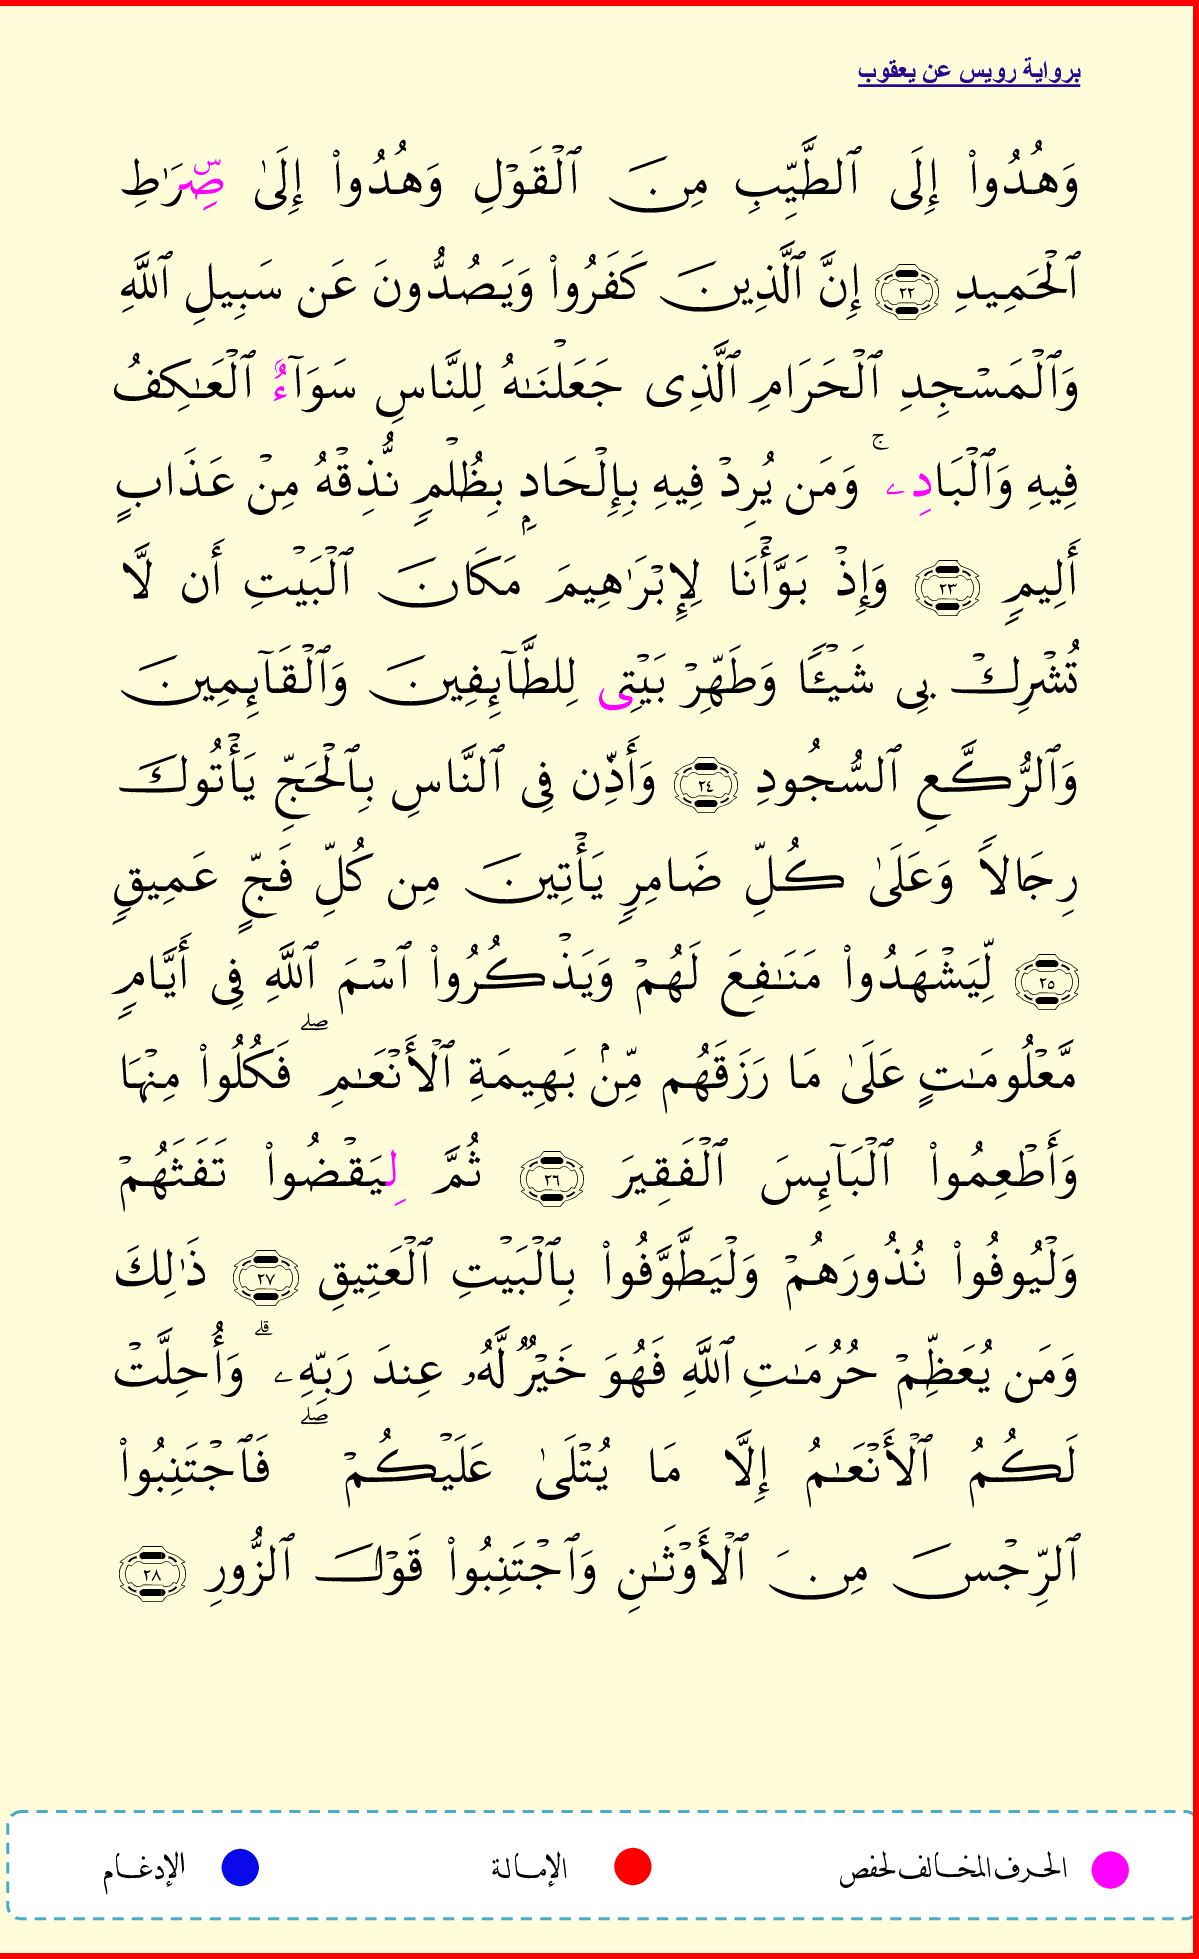 برواية رويس عن يعقوب
وَهُدُوٓاْ إِلَى ٱلطَّيِّبِ مِنَ ٱلۡقَوۡلِ وَهُدُوٓاْ إِلَىٰ صِّرَٰطِ
ٱلۡحَمِيدِ ٢٢ إِنَّ ٱلَّذِينَ كَفَرُواْ وَيَصُدُّونَ عَن سَبِيلِ ٱللَّهِ
وَٱلۡمَسۡجِدِ ٱلۡحَرَامِ ٱلَّذِى جَعَلۡنَٰهُ لِلنَّاسِ سَوَآءٌ ٱلۡعَٰكِفُ
فِيهِ وَٱلۡبَادِۦ ۚ وَمَن يُرِدۡ فِيهِ بِإِلۡحَادِۭ بِظُلۡمٍ نُّذِقۡهُ مِنۡ عَذَابٍ
أَلِيمٍ ٢٣ وَإِذۡ بَوَّأۡنَا لِإِبۡرَٰهِيمَ مَكَانَ ٱلۡبَيۡتِ أَن لَّا
تُشۡرِكۡ بِى شَيۡـًٔا وَطَهِّرۡ بَيۡتِى لِلطَّآئِفِينَ وَٱلۡقَآئِمِينَ
وَٱلرُّكَّعِ ٱلسُّجُودِ ٢٤ وَأَذِّن فِى ٱلنَّاسِ بِٱلۡحَجِّ يَأۡتُوكَ
رِجَالاً وَعَلَىٰ كُلِّ ضَامِرٍ يَأۡتِينَ مِن كُلِّ فَجٍّ عَمِيقٍ
٢٥ لِّيَشۡهَدُواْ مَنَٰفِعَ لَهُمۡ وَيَذۡكُرُواْ ٱسۡمَ ٱللَّهِ فِى أَيَّامٍ
مَّعۡلُومَٰتٍ عَلَىٰ مَا رَزَقَهُم مِّنۢ بَهِيمَةِ ٱلۡأَنۡعَٰمِ ۖ فَكُلُواْ مِنۡهَا
وَأَطۡعِمُواْ ٱلۡبَآئِسَ ٱلۡفَقِيرَ ٢٦ ثُمَّ لِيَقۡضُواْ تَفَثَهُمۡ
وَلۡيُوفُواْ نُذُورَهُمۡ وَلۡيَطَّوَّفُواْ بِٱلۡبَيۡتِ ٱلۡعَتِيقِ ٢٧ ذَٰلِكَ
وَمَن يُعَظِّمۡ حُرُمَٰتِ ٱللَّهِ فَهُوَ خَيۡرٌ لَّهُۥ عِندَ رَبِّهِۦ ۗ وَأُحِلَّتۡ
لَكُمُ ٱلۡأَنۡعَٰمُ إِلَّا مَا يُتۡلَىٰ عَلَيۡكُمۡ ۖ فَٱجۡتَنِبُواْ
ٱلرِّجۡسَ مِنَ ٱلۡأَوۡثَٰنِ وَٱجۡتَنِبُواْ قَوۡلَ ٱلزُّورِ ٢٨
الحرف المخالف لحفص الإمالة الإدغام